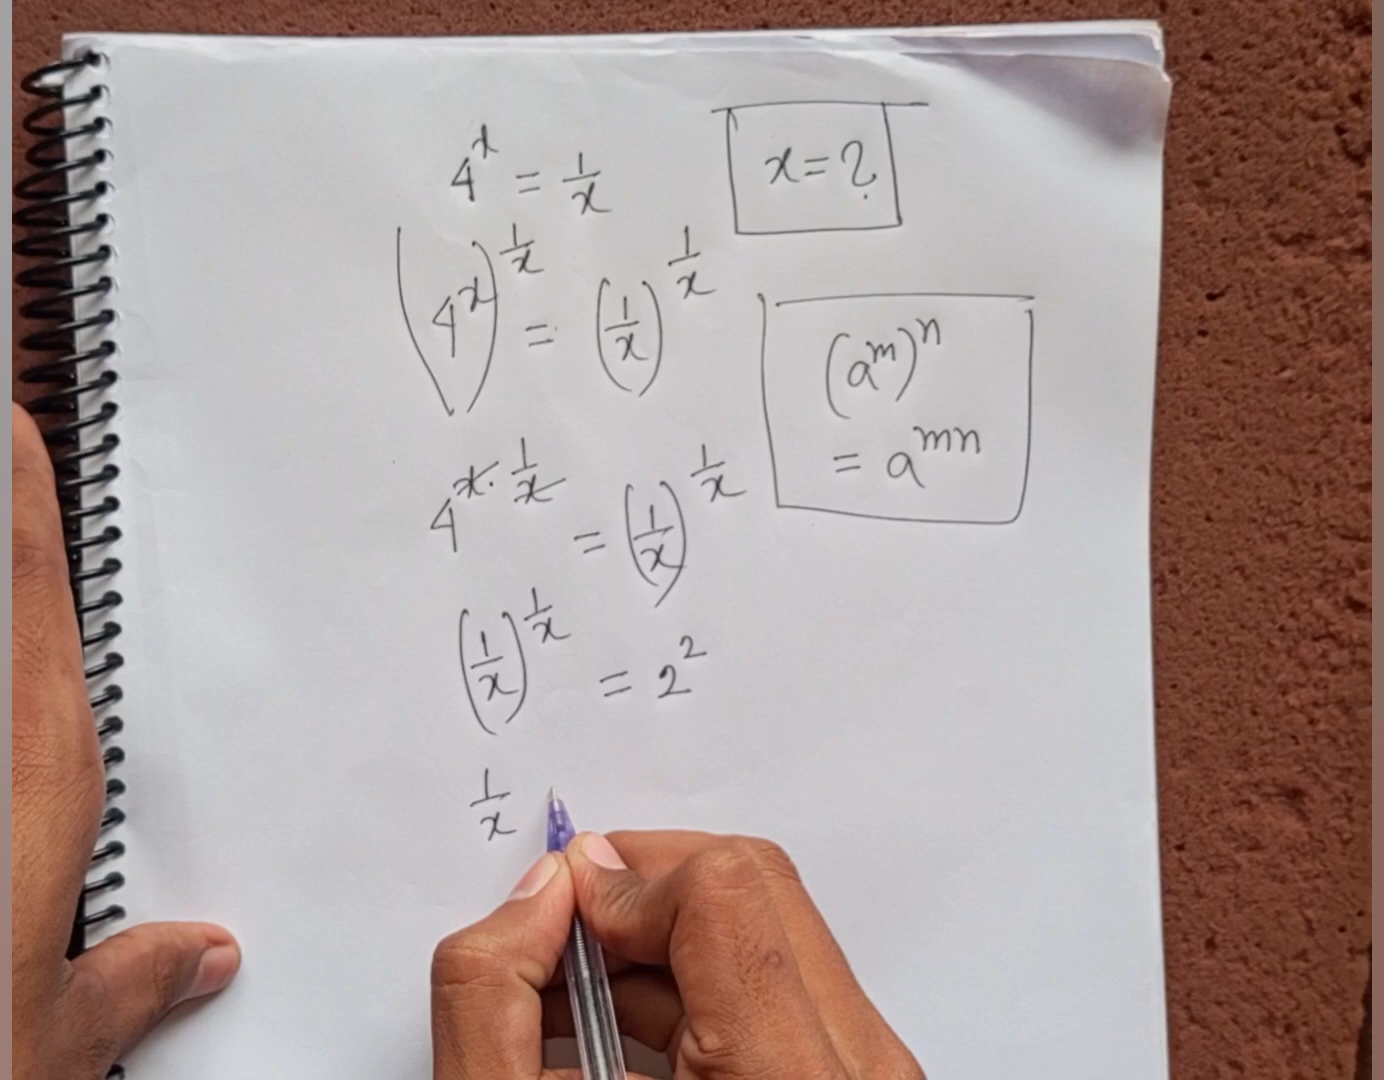 4^x = 1/x
x = ?
(4^x)^(1/x) = (1/x)^(1/x)
(a^m)^n
= a^(mn)
4^(x·1/x) = (1/x)^(1/x)
(1/x)^(1/x) = 2^2
1/x